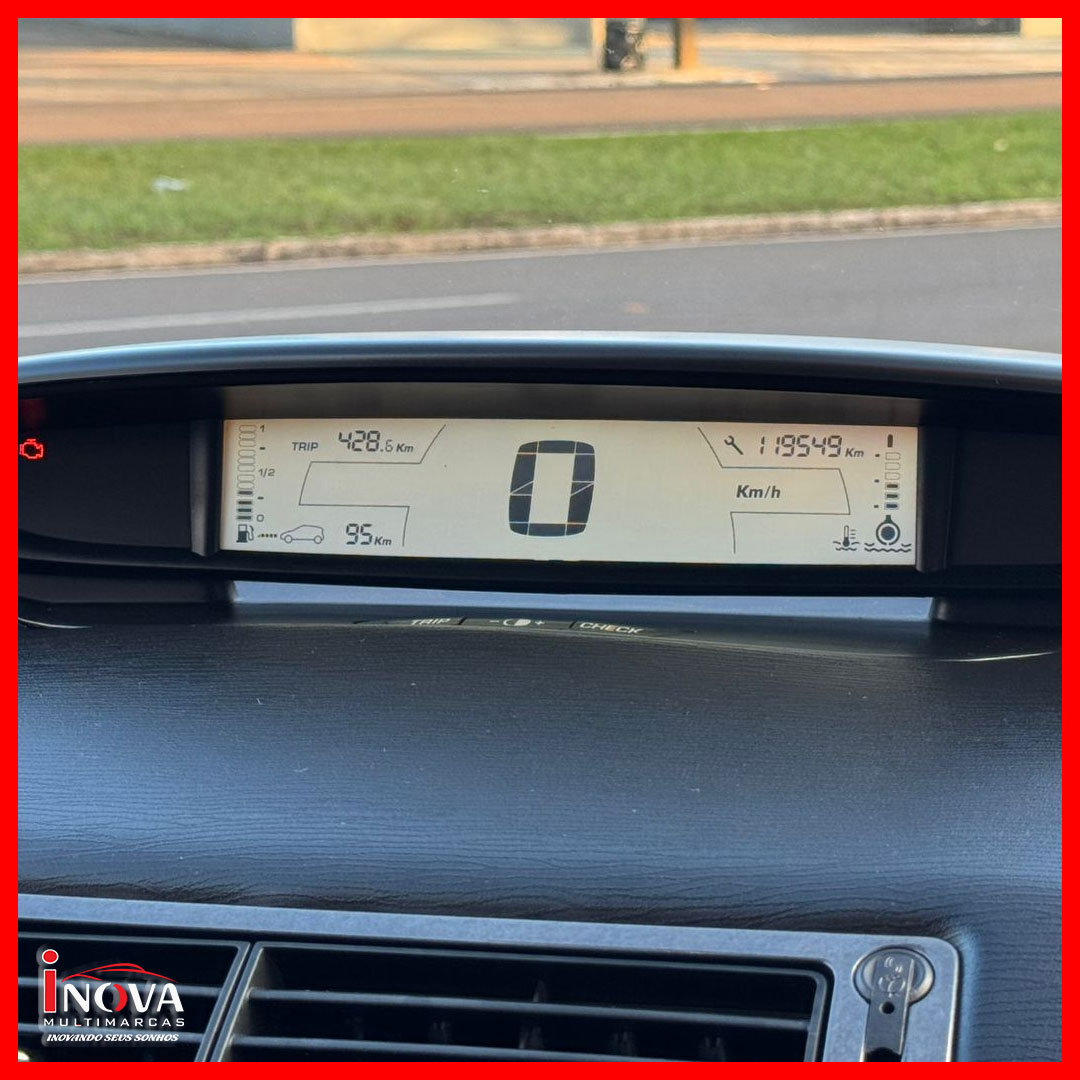 1
TRIP 428.6 Km
119549 Km
1/2
0
Km/h
0
95 Km
TRIP - + CHECK
iNOVA
MULTIMARCAS
INOVANDO SEUS SONHOS